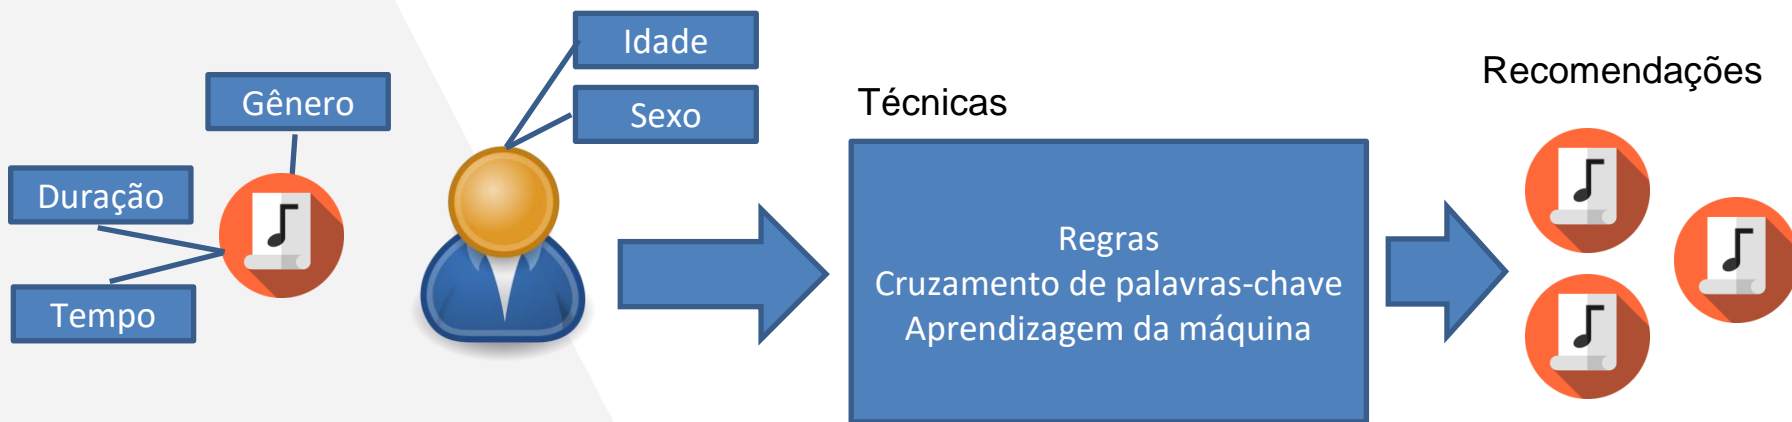 Gênero
Duração
Tempo
Idade
Sexo
Técnicas
Regras
Cruzamento de palavras-chave
Aprendizagem da máquina
Recomendações